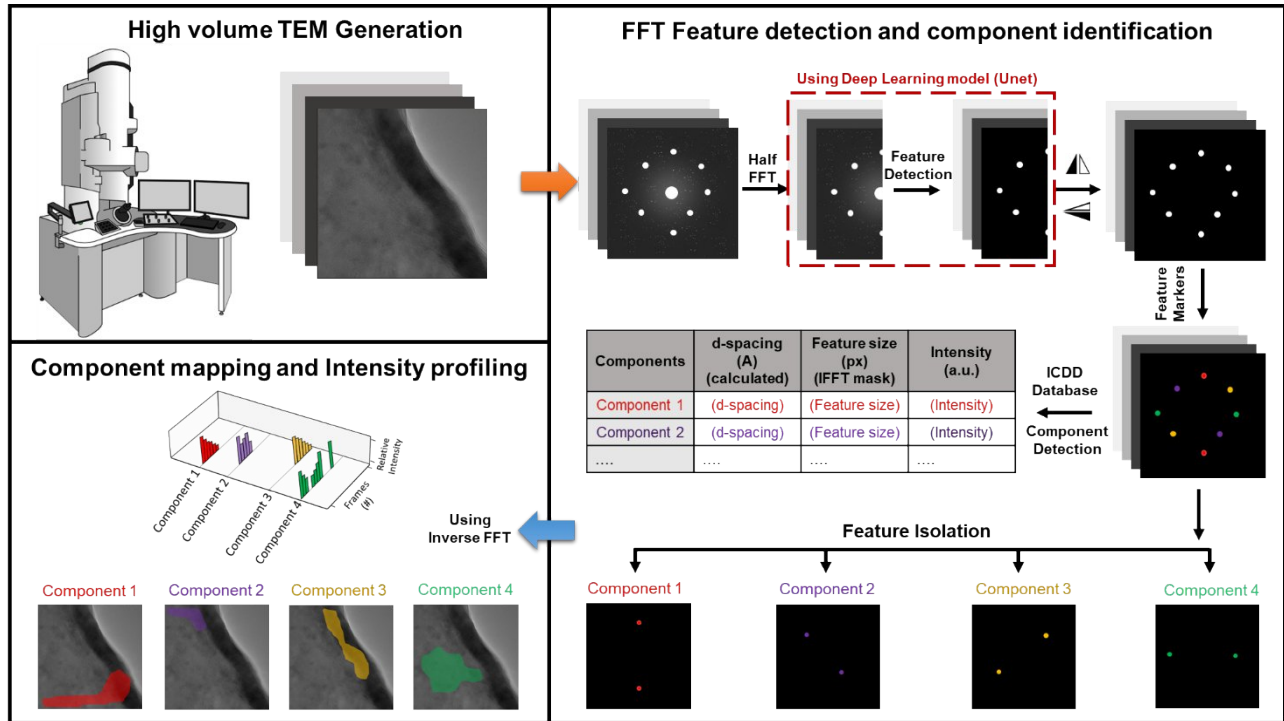 High volume TEM Generation
FFT Feature detection and component identification
Using Deep Learning model (Unet)
Half
FFT
Feature
Detection
Feature
Markers
Components
d-spacing
(A)
(calculated)
Feature size
(px)
(IFFT mask)
Intensity
(a.u.)
Component 1
(d-spacing)
(Feature size)
(Intensity)
Component 2
(d-spacing)
(Feature size)
(Intensity)
....
....
....
....
ICDD
Database
Component
Detection
Feature Isolation
Component 1
Component 2
Component 3
Component 4
Using
Inverse FFT
Component mapping and Intensity profiling
Relative
Intensity
Frames
(#)
Component 1
Component 2
Component 3
Component 4
Component 1
Component 2
Component 3
Component 4